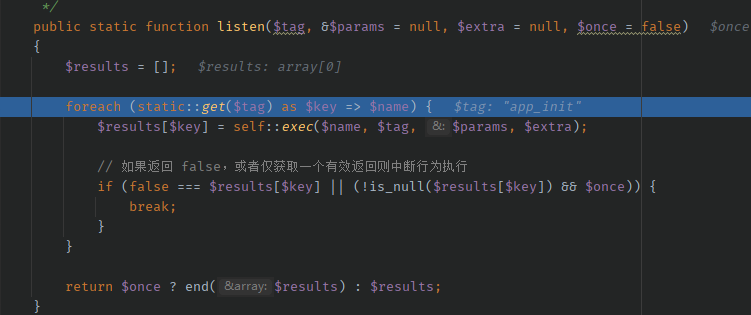 */
public static function listen($tag, &$params = null, $extra = null, $once = false) $once
{
$results = []; $results: array[0]
foreach (static::get($tag) as $key => $name) { $tag: "app_init"
$results[$key] = self::exec($name, $tag, &: $params, $extra);
// 如果返回 false，或者仅获取一个有效返回则中断行为执行
if (false === $results[$key] || (!is_null($results[$key]) && $once)) {
break;
}
}
return $once ? end( &array: $results) : $results;
}